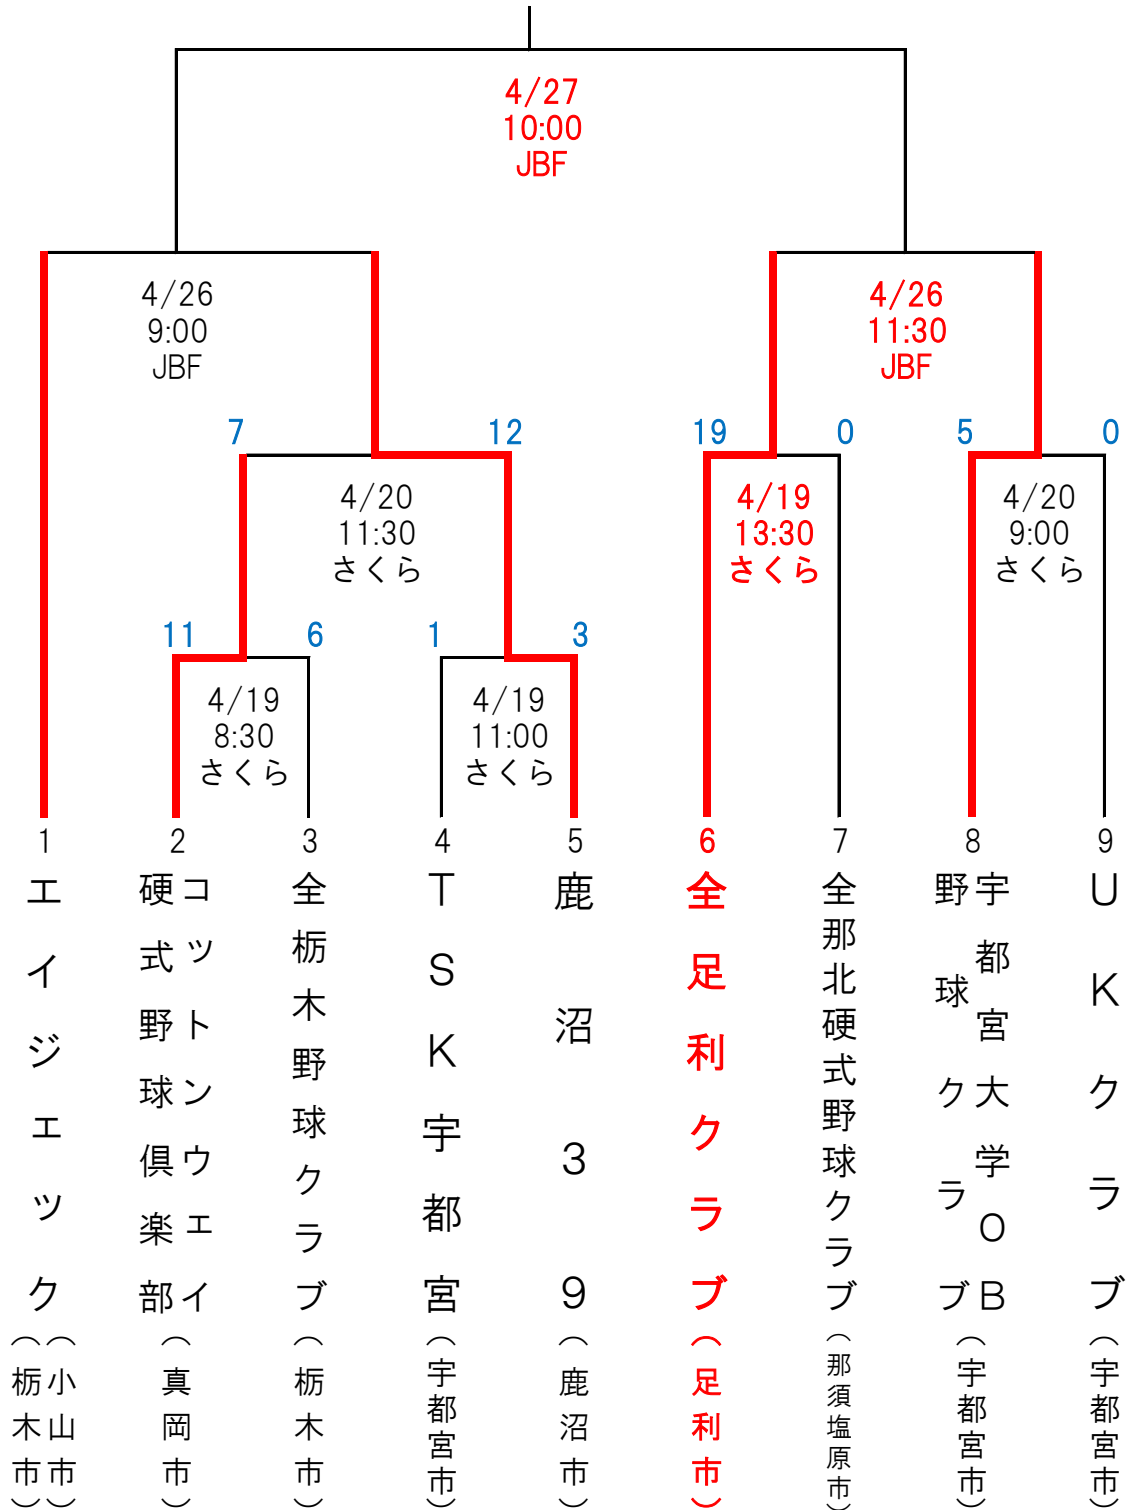 4/27
10:00
JBF
4/26
9:00
JBF
4/26
11:30
JBF
7
12
19
0
5
0
4/20
11:30
さくら
4/19
13:30
さくら
4/20
9:00
さくら
11
6
1
3
4/19
8:30
さくら
4/19
11:00
さくら
1
2
3
4
5
6
7
8
9
エイジェック
(小山市)
(栃木市)
コットンウェイ
硬式野球倶楽部
(真岡市)
全栃木野球クラブ
(栃木市)
TSK宇都宮
(宇都宮市)
鹿沼39
(鹿沼市)
全足利クラブ
(足利市)
全那北硬式野球クラブ
(那須塩原市)
宇都宮大学OB
野球クラブ
(宇都宮市)
UKクラブ
(宇都宮市)